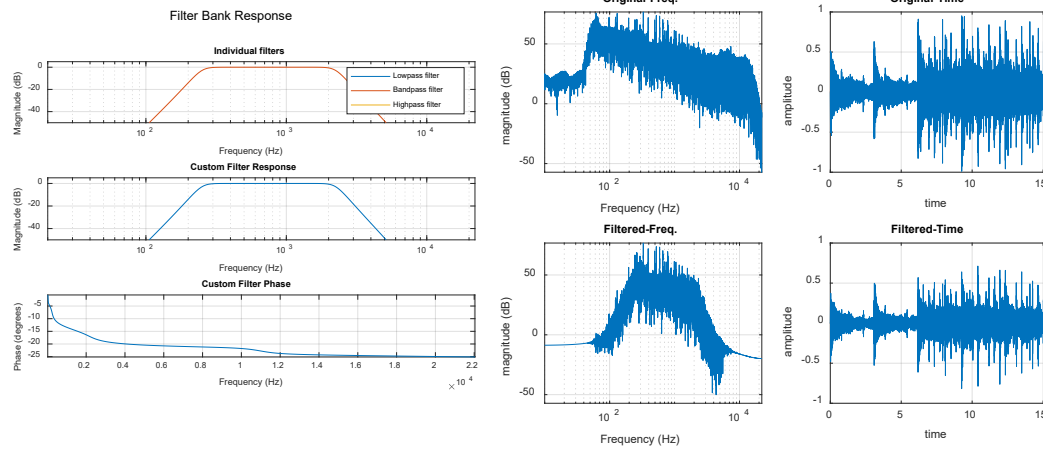 Filter Bank Response
Individual filters
Magnitude (dB)
0
-20
-40
Lowpass filter
Bandpass filter
Highpass filter
10 2
10 3
10 4
Frequency (Hz)
Custom Filter Response
Magnitude (dB)
0
-20
-40
10 2
10 3
10 4
Frequency (Hz)
Custom Filter Phase
Phase (degrees)
-5
-10
-15
-20
-25
0.2 0.4 0.6 0.8 1 1.2 1.4 1.6 1.8 2 2.2
Frequency (Hz)
× 10 4
Original-Freq.
magnitude (dB)
50
0
-50
10 2
10 4
Frequency (Hz)
Original-Time
amplitude
1
0.5
0
-0.5
-1
0 5 10 15
time
Filtered-Freq.
magnitude (dB)
50
0
-50
10 2
10 4
Frequency (Hz)
Filtered-Time
amplitude
1
0.5
0
-0.5
-1
0 5 10 15
time